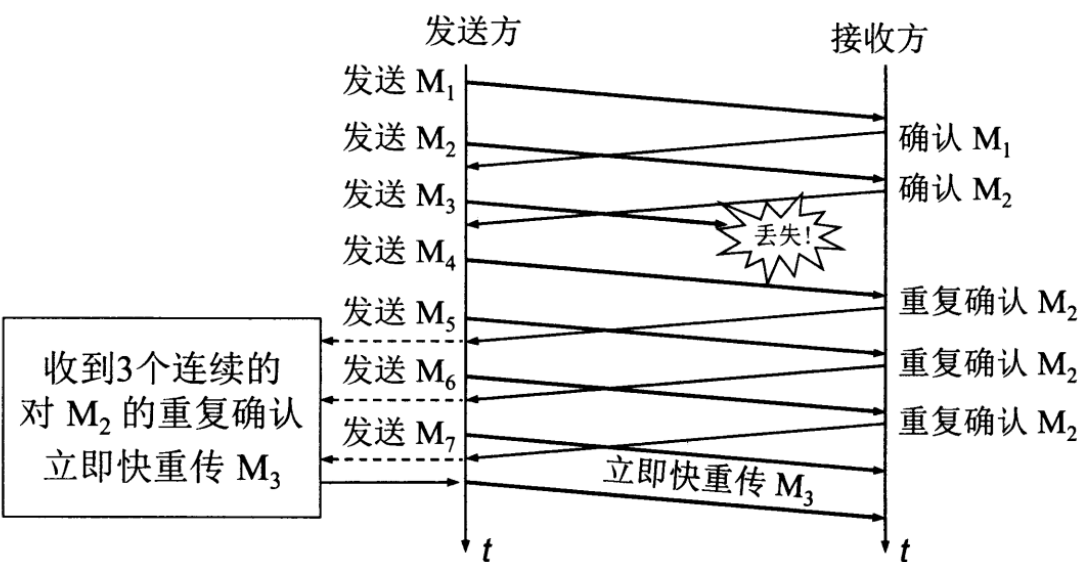 发送方
接收方
发送 M₁
发送 M₂
确认 M₁
发送 M₃
确认 M₂
丢失!
发送 M₄
发送 M₅
重复确认 M₂
收到3个连续的
对 M₂ 的重复确认
立即快重传 M₃
发送 M₆
重复确认 M₂
发送 M₇
重复确认 M₂
立即快重传 M₃
t
t